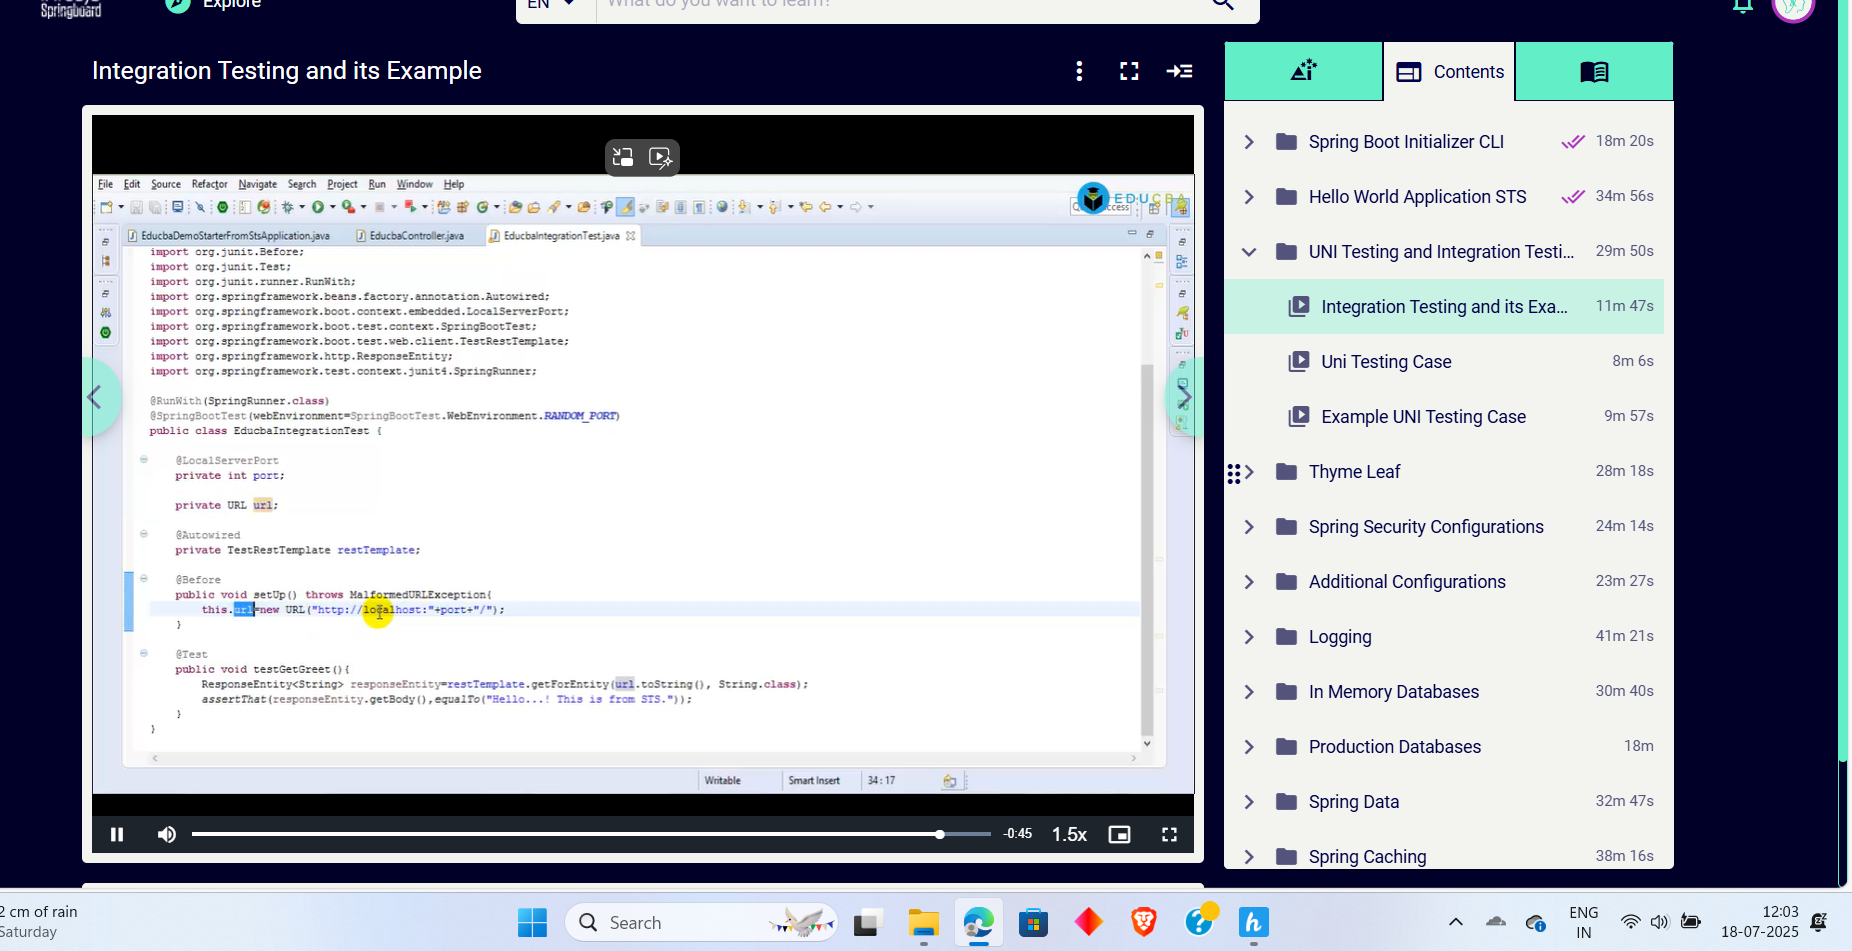 Springboard
Explore
EN
What do you want to learn?
Integration Testing and its Example
Contents
File Edit Source Refactor Navigate Search Project Run Window Help
EDUCBA
EducbaDemoStarterFromStsApplication.java EducbaController.java EducbaIntegrationTest.java
import org.junit.Before;
import org.junit.Test;
import org.junit.runner.RunWith;
import org.springframework.beans.factory.annotation.Autowired;
import org.springframework.boot.context.embedded.LocalServerPort;
import org.springframework.boot.test.context.SpringBootTest;
import org.springframework.boot.test.web.client.TestRestTemplate;
import org.springframework.http.ResponseEntity;
import org.springframework.test.context.junit4.SpringRunner;
@RunWith(SpringRunner.class)
@SpringBootTest(webEnvironment=SpringBootTest.WebEnvironment.RANDOM_PORT)
public class EducbaIntegrationTest {
@LocalServerPort
private int port;
private URL url;
@Autowired
private TestRestTemplate restTemplate;
@Before
public void setUp() throws MalformedURLException{
this.url=new URL("http://localhost:"+port+"/");
}
@Test
public void testGetGreet(){
ResponseEntity<String> responseEntity=restTemplate.getForEntity(url.toString(), String.class);
assertThat(responseEntity.getBody(),equalTo("Hello...! This is from STS."));
}
}
Writable Smart Insert 34:17
-0:45 1.5x
Spring Boot Initializer CLI 18m 20s
Hello World Application STS 34m 56s
UNI Testing and Integration Testi... 29m 50s
Integration Testing and its Exa... 11m 47s
Uni Testing Case 8m 6s
Example UNI Testing Case 9m 57s
Thyme Leaf 28m 18s
Spring Security Configurations 24m 14s
Additional Configurations 23m 27s
Logging 41m 21s
In Memory Databases 30m 40s
Production Databases 18m
Spring Data 32m 47s
Spring Caching 38m 16s
2 cm of rain
Saturday
Search
ENG
IN
12:03
18-07-2025